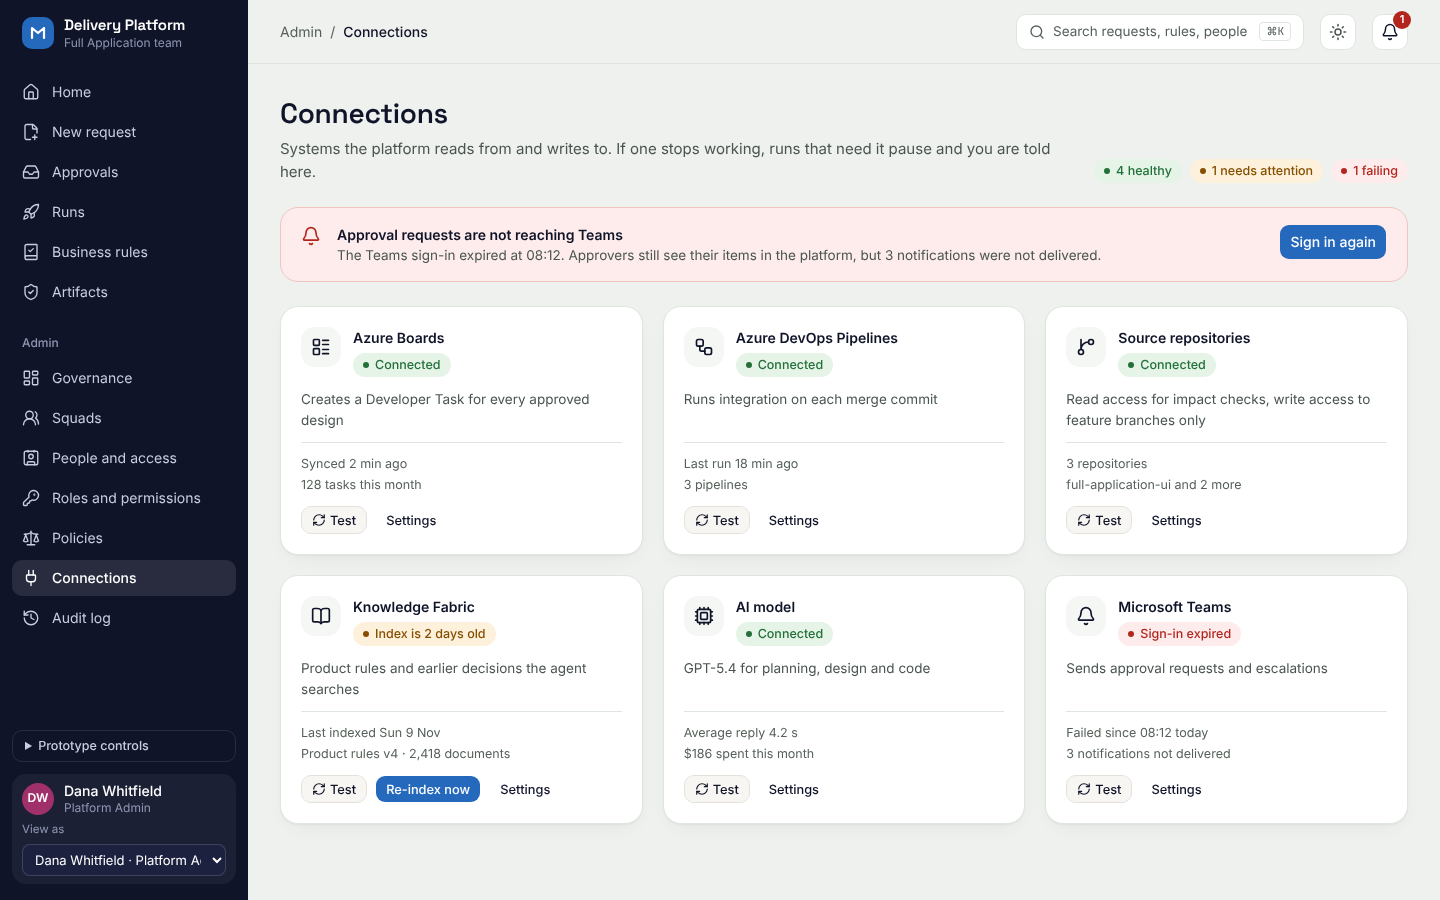 Delivery Platform
Full Application team
Home
New request
Approvals
Runs
Business rules
Artifacts
Admin
Governance
Squads
People and access
Roles and permissions
Policies
Connections
Audit log
Prototype controls
DW
Dana Whitfield
Platform Admin
View as
Dana Whitfield · Platform A
Admin / Connections
Search requests, rules, people ⌘K
1
Connections
Systems the platform reads from and writes to. If one stops working, runs that need it pause and you are told
here.
4 healthy
1 needs attention
1 failing
Approval requests are not reaching Teams
The Teams sign-in expired at 08:12. Approvers still see their items in the platform, but 3 notifications were not delivered.
Sign in again
Azure Boards
Connected
Creates a Developer Task for every approved
design
Synced 2 min ago
128 tasks this month
Test
Settings
Azure DevOps Pipelines
Connected
Runs integration on each merge commit
Last run 18 min ago
3 pipelines
Test
Settings
Source repositories
Connected
Read access for impact checks, write access to
feature branches only
3 repositories
full-application-ui and 2 more
Test
Settings
Knowledge Fabric
Index is 2 days old
Product rules and earlier decisions the agent
searches
Last indexed Sun 9 Nov
Product rules v4 · 2,418 documents
Test
Re-index now
Settings
AI model
Connected
GPT-5.4 for planning, design and code
Average reply 4.2 s
$186 spent this month
Test
Settings
Microsoft Teams
Sign-in expired
Sends approval requests and escalations
Failed since 08:12 today
3 notifications not delivered
Test
Settings